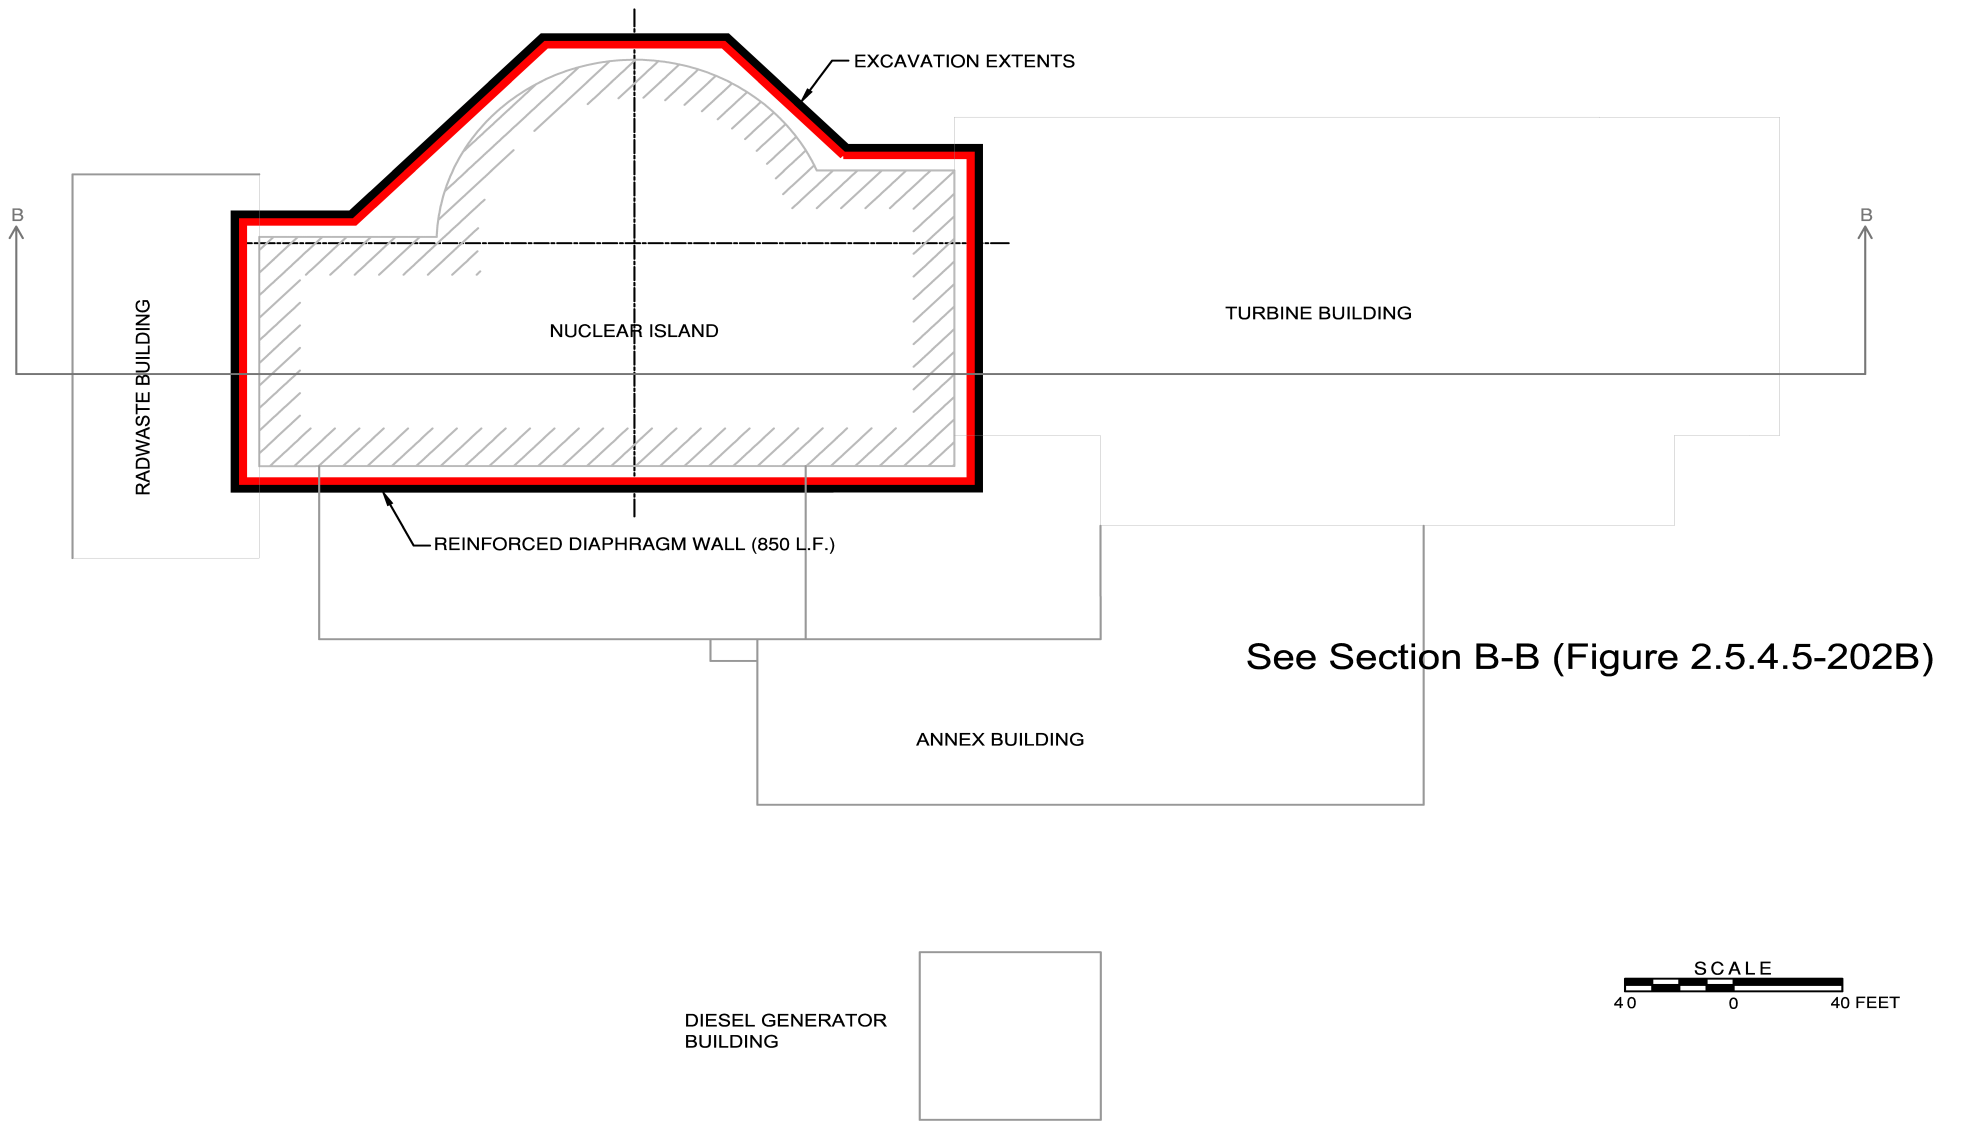 EXCAVATION EXTENTS
B
B
RADWASTE BUILDING
NUCLEAR ISLAND
TURBINE BUILDING
REINFORCED DIAPHRAGM WALL (850 L.F.)
See Section B-B (Figure 2.5.4.5-202B)
ANNEX BUILDING
DIESEL GENERATOR
BUILDING
SCALE
40 0 40 FEET